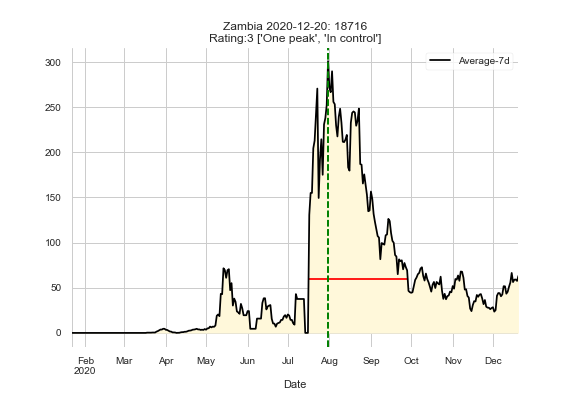 Zambia 2020-12-20: 18716
Rating:3 ['One peak', 'In control']
Average-7d
300
250
200
150
100
50
0
Feb Mar Apr May Jun Jul Aug Sep Oct Nov Dec
2020
Date